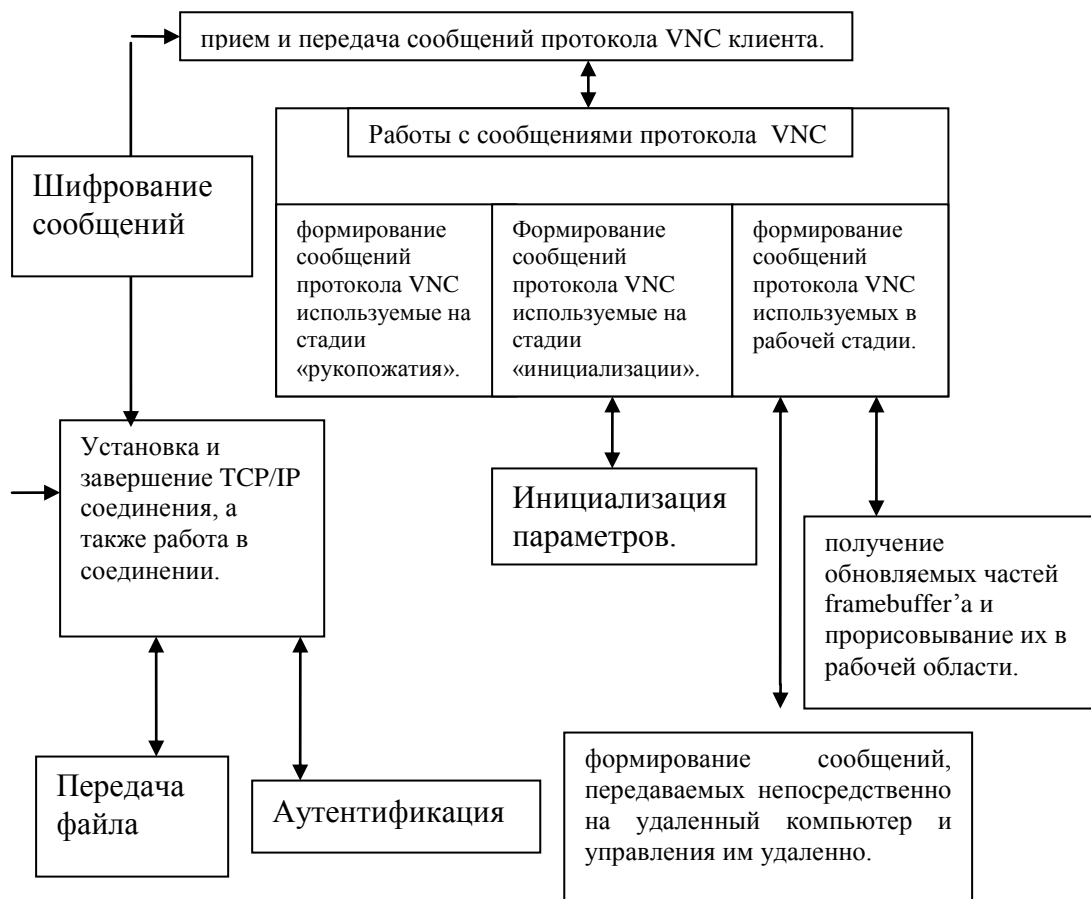 прием и передача сообщений протокола VNC клиента.
Работы с сообщениями протокола VNC
Шифрование
сообщений
формирование
сообщений
протокола VNC
используемые на
стадии
«рукопожатия».
Формирование
сообщений
протокола VNC
используемые на
стадии
«инициализации».
формирование
сообщений
протокола VNC
используемых в
рабочей стадии.
Установка и
завершение TCP/IP
соединения, а
также работа в
соединении.
Инициализация
параметров.
получение
обновляемых частей
framebuffer’а и
прорисовывание их в
рабочей области.
Передача
файла
Аутентификация
формирование сообщений,
передаваемых непосредственно
на удаленный компьютер и
управления им удаленно.